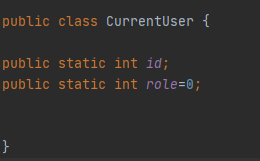 public class CurrentUser {
public static int id;
public static int role=0;
}